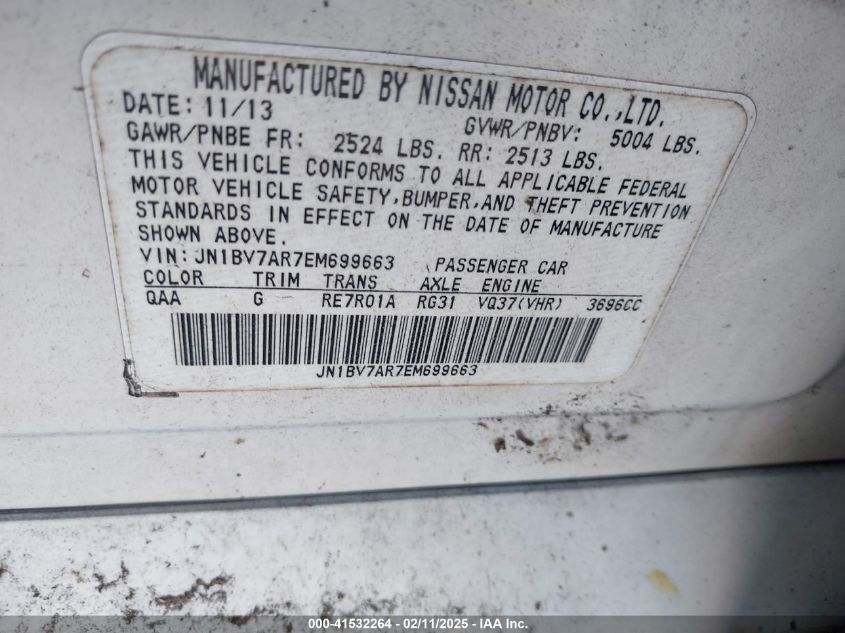 MANUFACTURED BY NISSAN MOTOR CO.,LTD.
DATE: 11/13 GVWR/PNBV: 5004 LBS.
GAWR/PNBE FR: 2524 LBS. RR: 2513 LBS.
THIS VEHICLE CONFORMS TO ALL APPLICABLE FEDERAL
MOTOR VEHICLE SAFETY,BUMPER,AND THEFT PREVENTION
STANDARDS IN EFFECT ON THE DATE OF MANUFACTURE
SHOWN ABOVE.
VIN:JN1BV7AR7EM699663 PASSENGER CAR
COLOR TRIM TRANS AXLE ENGINE
QAA G RE7R01A RG31 VQ37(VHR) 3696CC
JN1BV7AR7EM699663
000-41532264 - 02/11/2025 - IAA Inc.